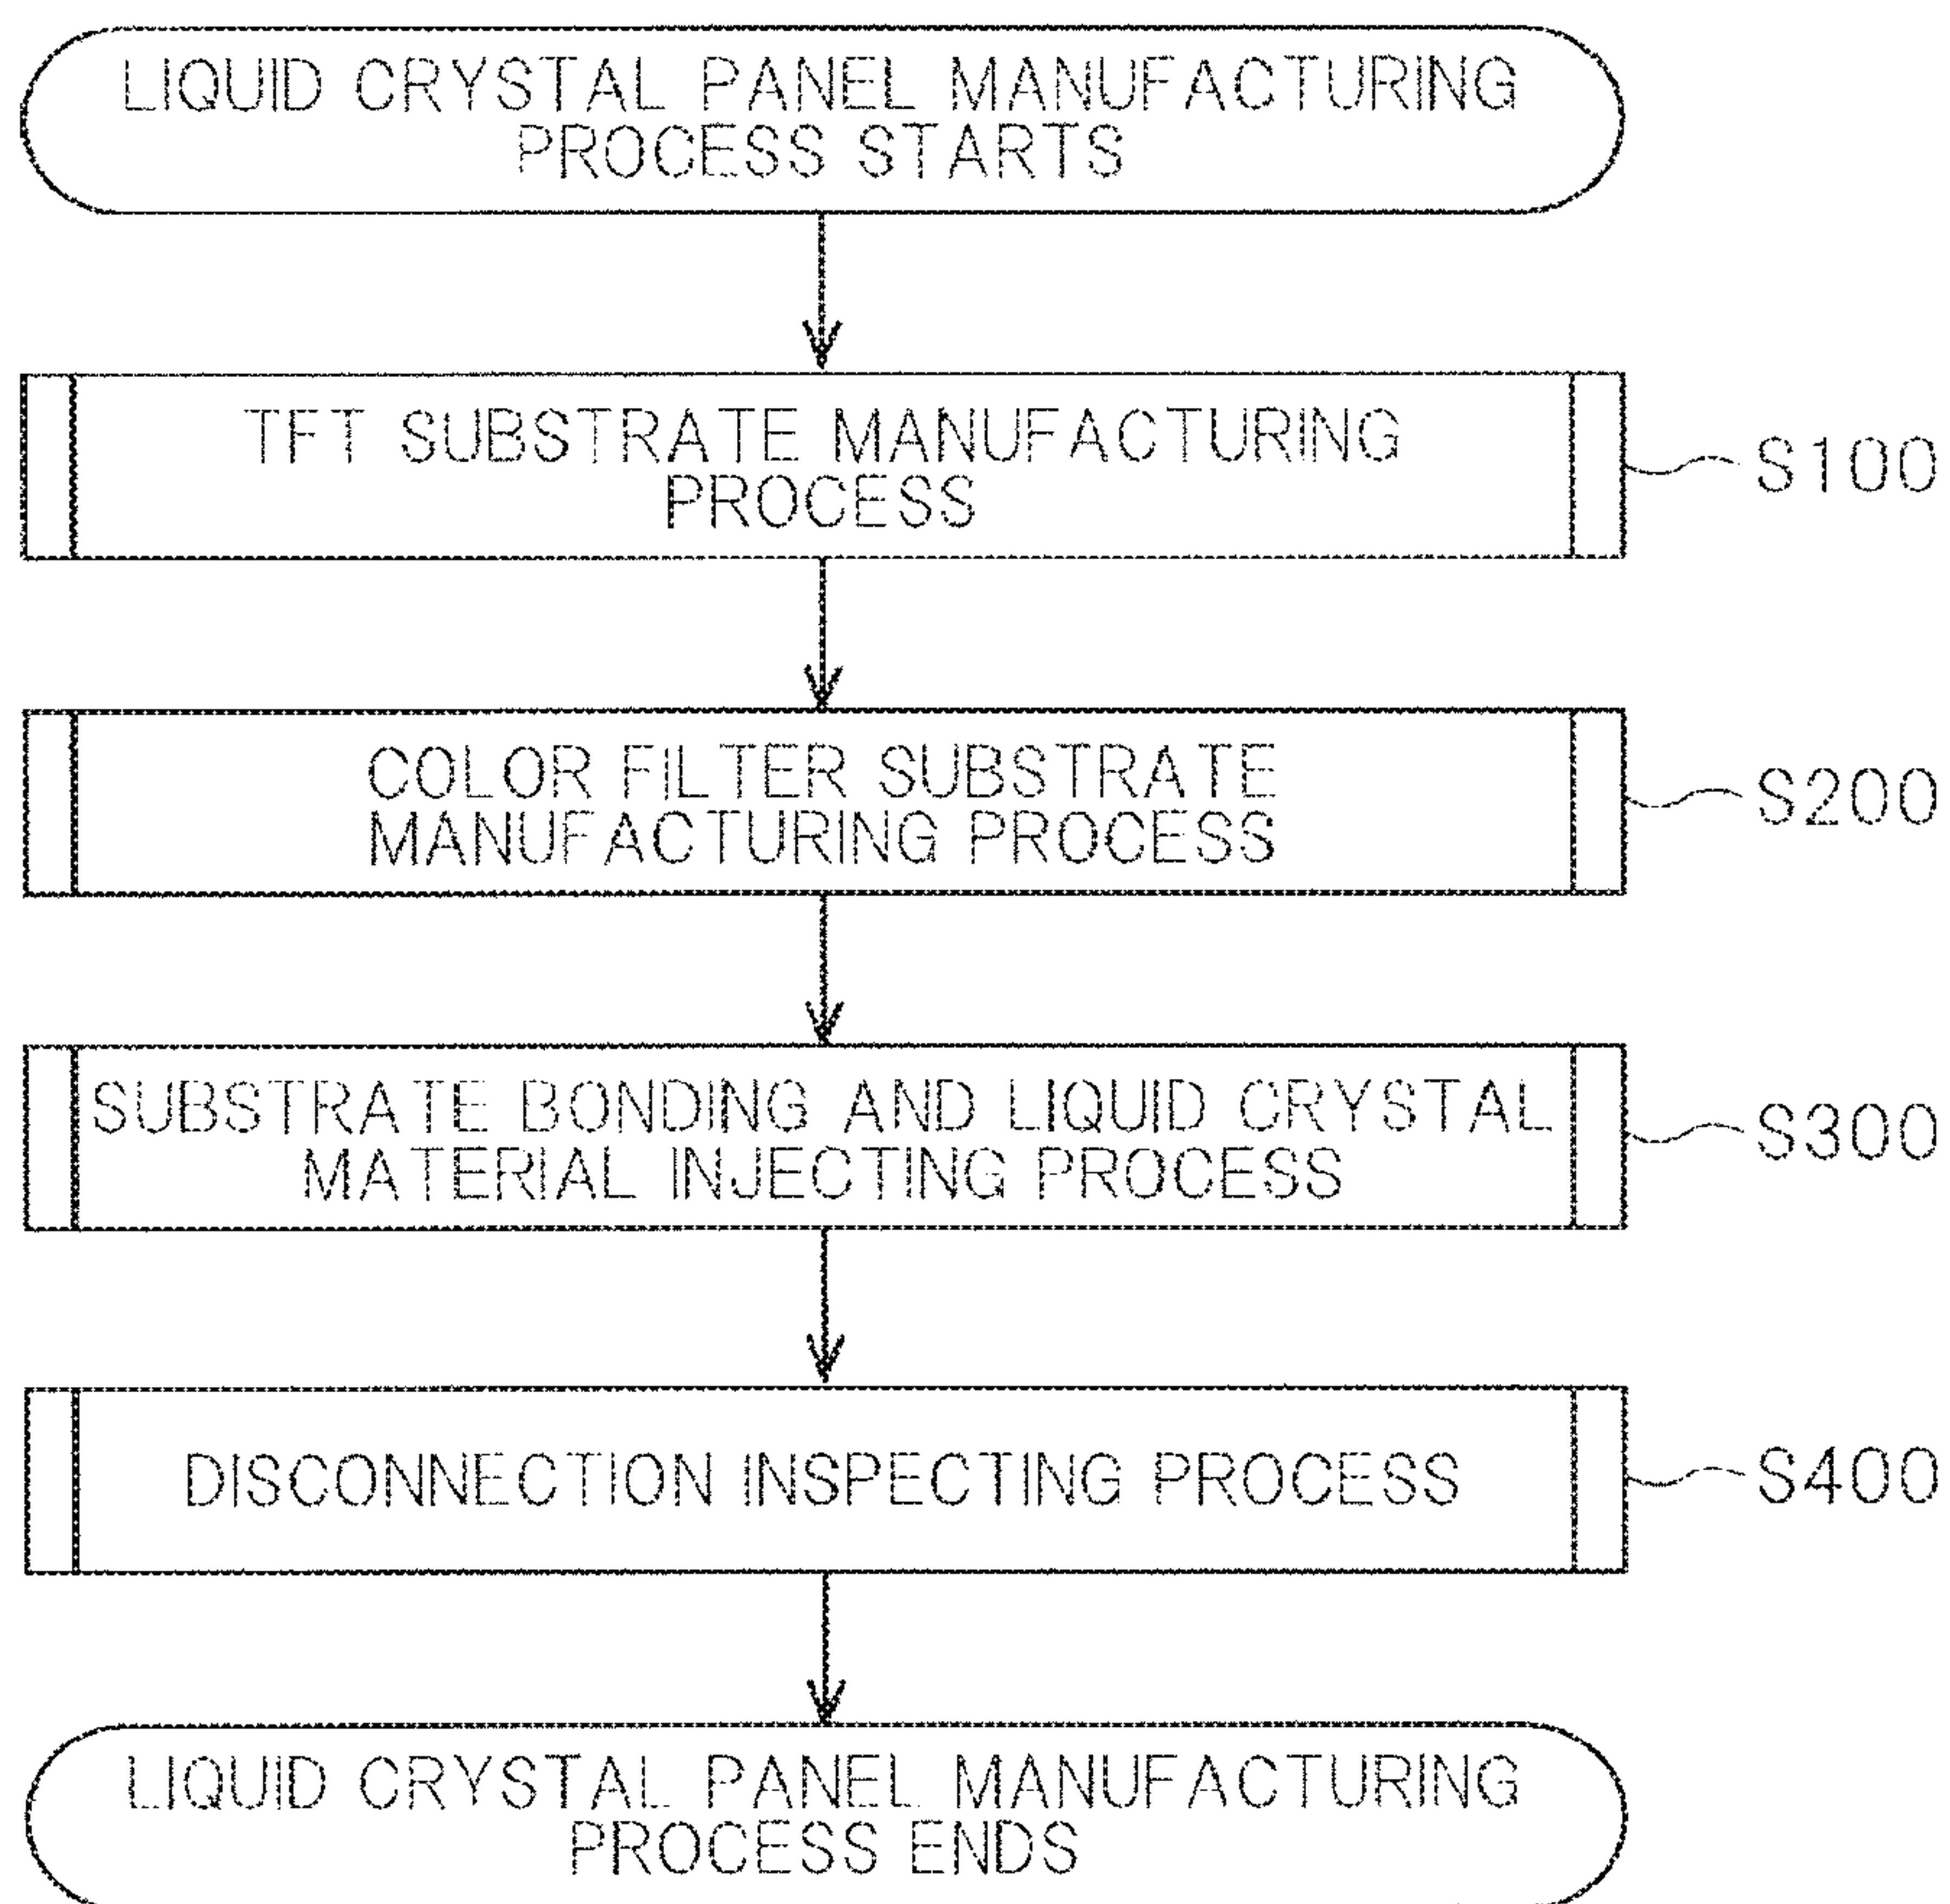 LIQUID CRYSTAL PANEL MANUFACTURING
PROCESS STARTS
TFT SUBSTRATE MANUFACTURING
PROCESS
S100
COLOR FILTER SUBSTRATE
MANUFACTURING PROCESS
S200
SUBSTRATE BONDING AND LIQUID CRYSTAL
MATERIAL INJECTING PROCESS
S300
DISCONNECTION INSPECTING PROCESS
S400
LIQUID CRYSTAL PANEL MANUFACTURING
PROCESS ENDS